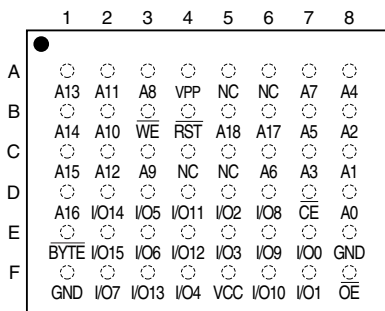 1 2 3 4 5 6 7 8
A
A13 A11 A8 VPP NC NC A7 A4
B
A14 A10 WE RST A18 A17 A5 A2
C
A15 A12 A9 NC NC A6 A3 A1
D
A16 I/O14 I/O5 I/O11 I/O2 I/O8 CE A0
E
BYTE I/O15 I/O6 I/O12 I/O3 I/O9 I/O0 GND
F
GND I/O7 I/O13 I/O4 VCC I/O10 I/O1 OE